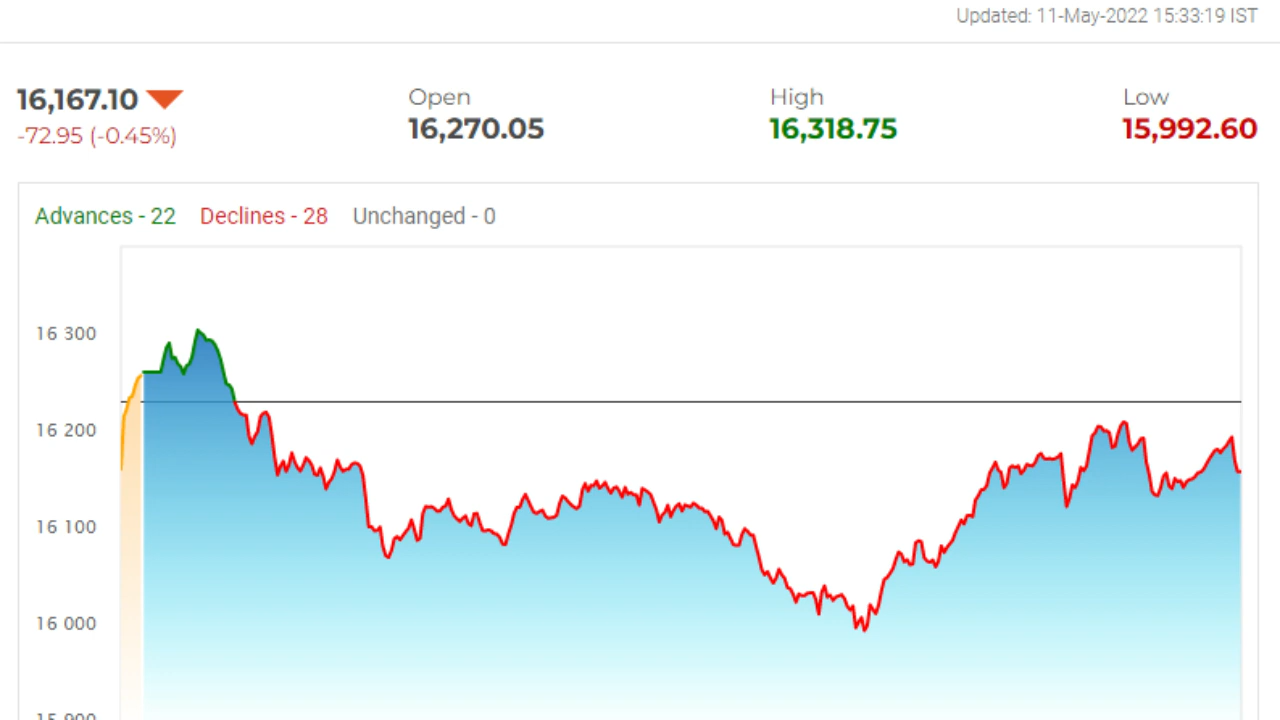 Updated: 11-May-2022 15:33:19 IST
16,167.10
-72.95 (-0.45%)
Open
16,270.05
High
16,318.75
Low
15,992.60
Advances - 22 Declines - 28 Unchanged - 0
16 300
16 200
16 100
16 000
15 900